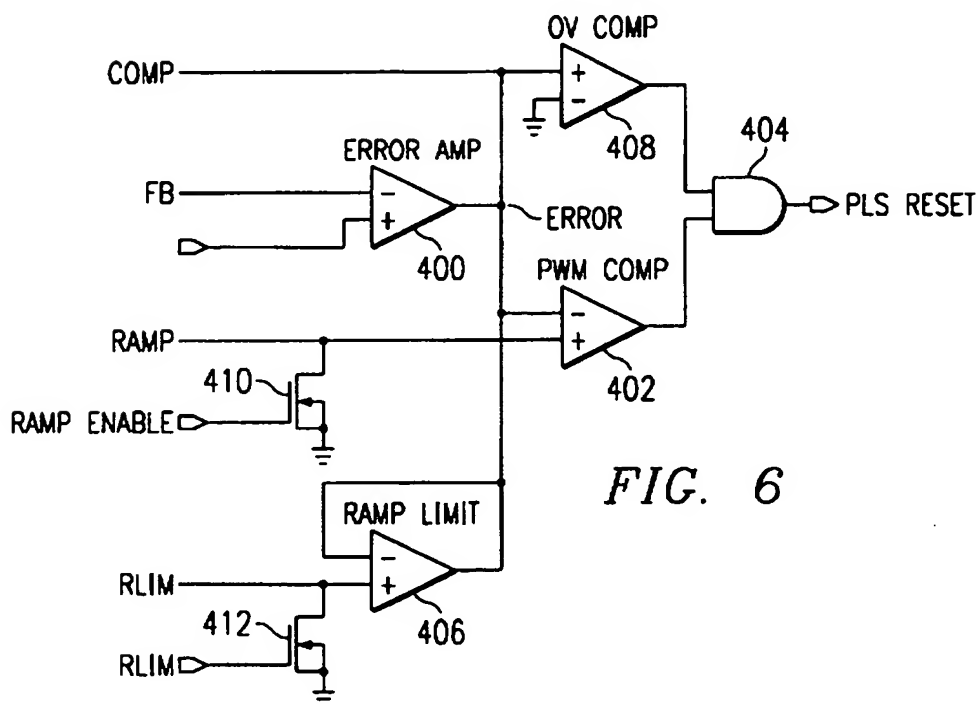 OV COMP
COMP
+
-
408
404
ERROR AMP
FB
-
+
400
ERROR
PLS RESET
PWM COMP
-
+
402
RAMP
410
RAMP ENABLE
FIG. 6
RAMP LIMIT
-
+
406
RLIM
412
RLIM